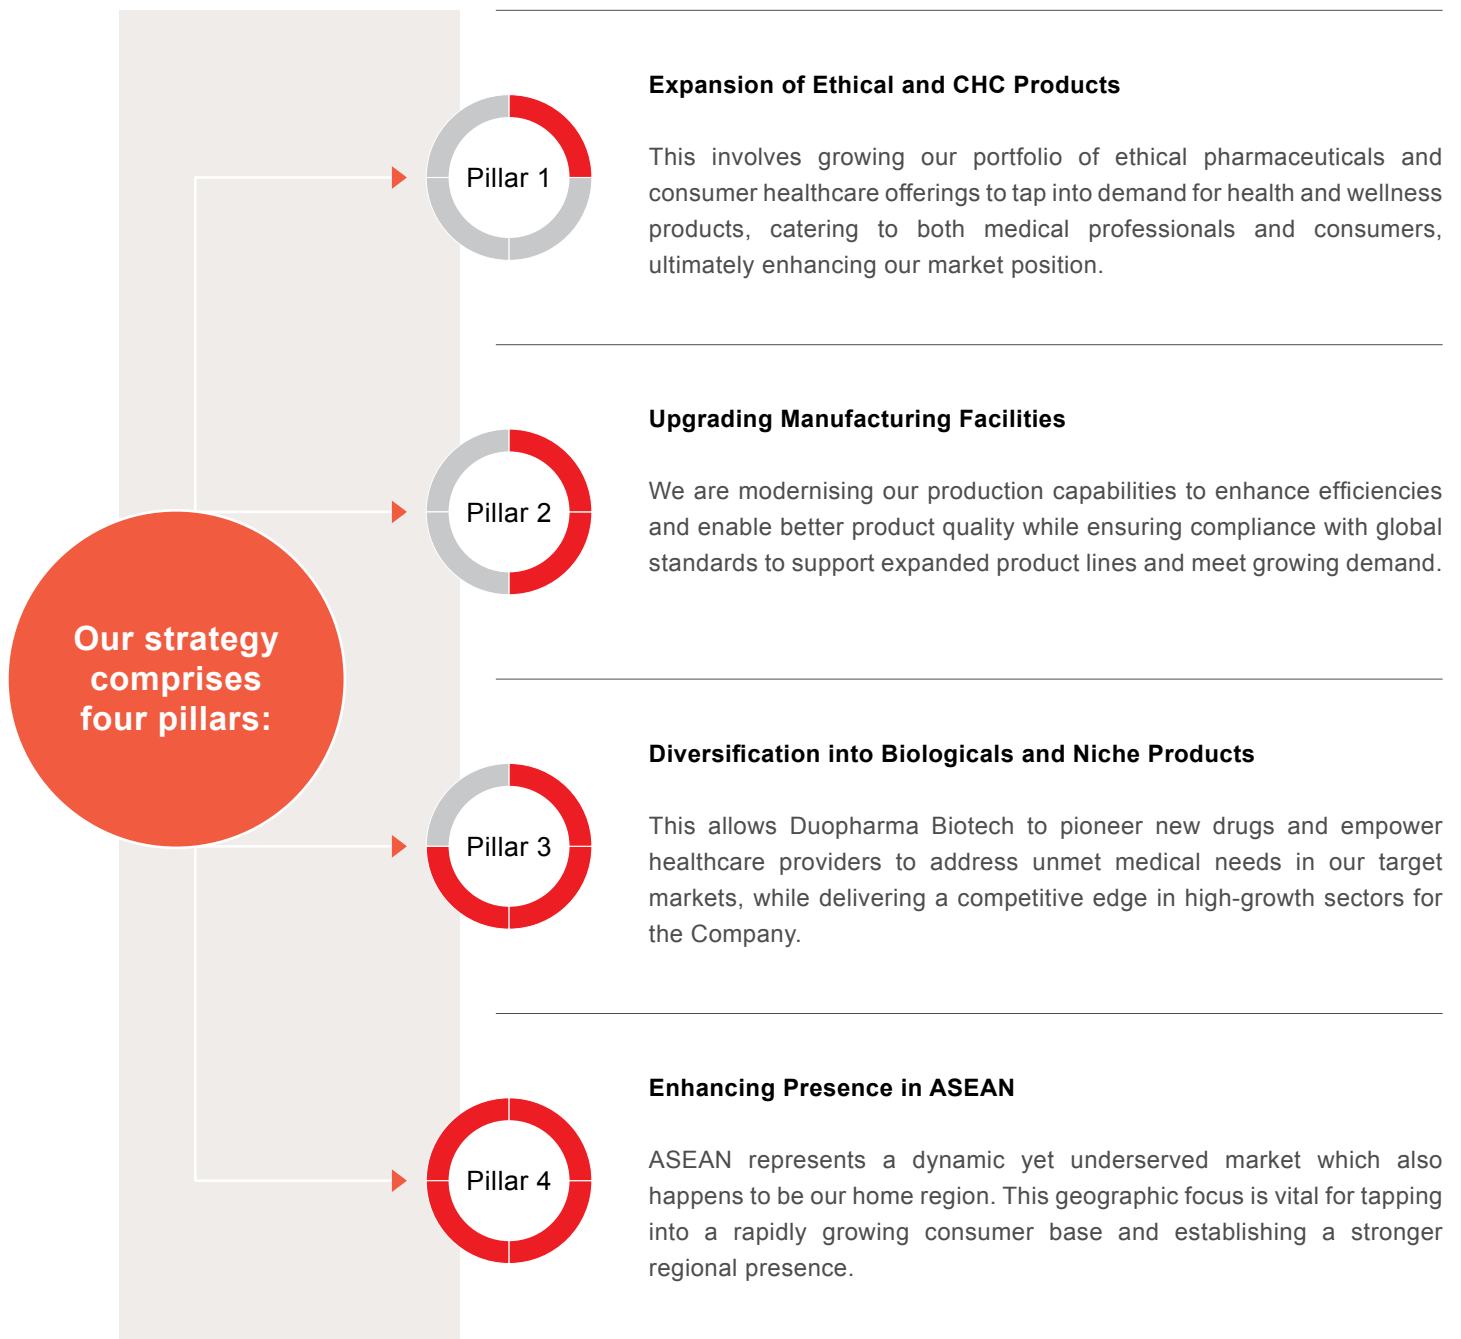 Our strategy
comprises
four pillars:
Pillar 1
Expansion of Ethical and CHC Products
This involves growing our portfolio of ethical pharmaceuticals and
consumer healthcare offerings to tap into demand for health and wellness
products, catering to both medical professionals and consumers,
ultimately enhancing our market position.
Pillar 2
Upgrading Manufacturing Facilities
We are modernising our production capabilities to enhance efficiencies
and enable better product quality while ensuring compliance with global
standards to support expanded product lines and meet growing demand.
Pillar 3
Diversification into Biologicals and Niche Products
This allows Duopharma Biotech to pioneer new drugs and empower
healthcare providers to address unmet medical needs in our target
markets, while delivering a competitive edge in high-growth sectors for
the Company.
Pillar 4
Enhancing Presence in ASEAN
ASEAN represents a dynamic yet underserved market which also
happens to be our home region. This geographic focus is vital for tapping
into a rapidly growing consumer base and establishing a stronger
regional presence.